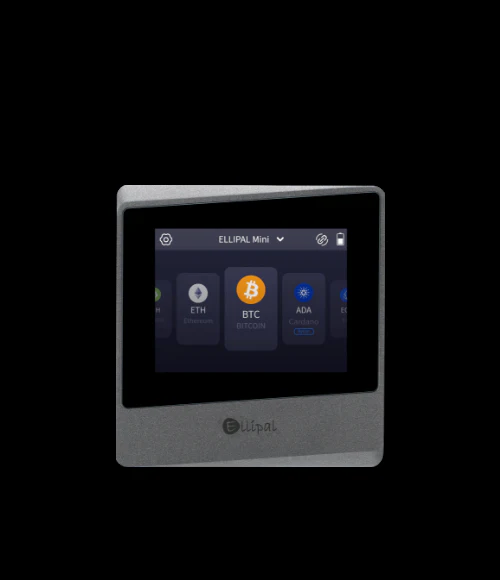 ELLIPAL Mini
ETH
Ethereum
BTC
BITCOIN
ADA
Cardano
Ellipal